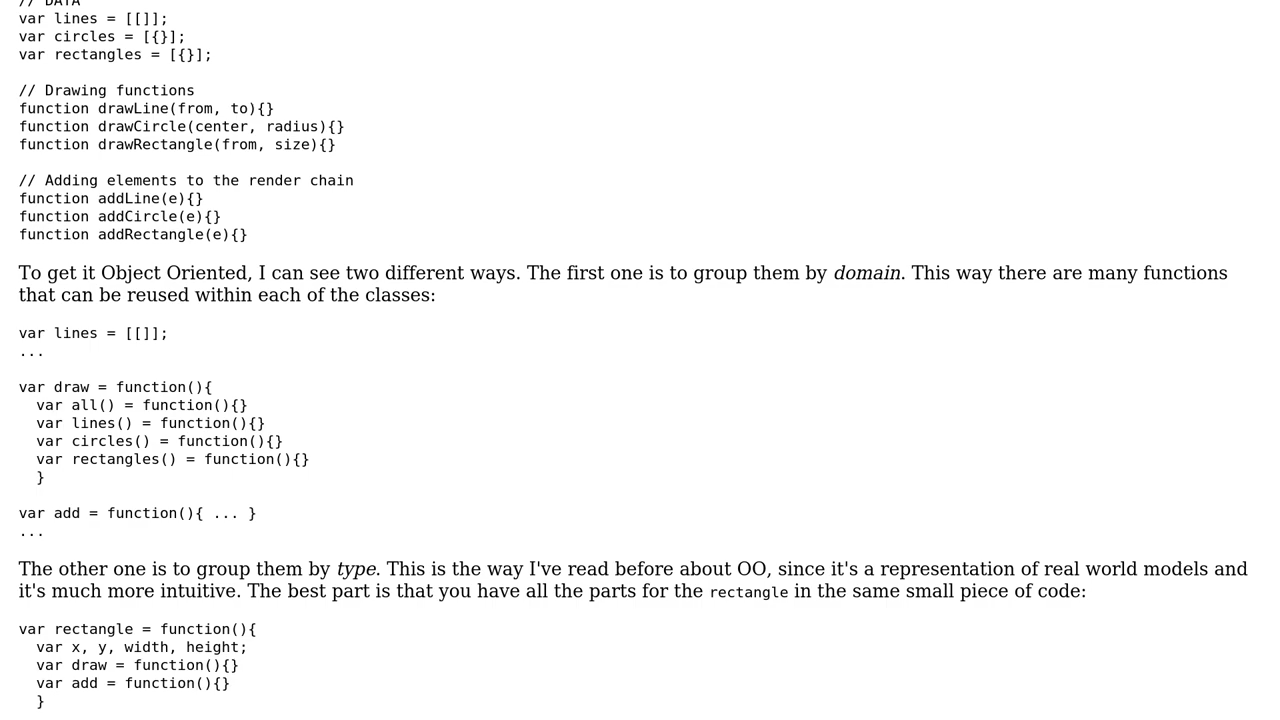 // DATA
var lines = [[]];
var circles = [{}];
var rectangles = [{}];
// Drawing functions
function drawLine(from, to){}
function drawCircle(center, radius){}
function drawRectangle(from, size){}
// Adding elements to the render chain
function addLine(e){}
function addCircle(e){}
function addRectangle(e){}
To get it Object Oriented, I can see two different ways. The first one is to group them by domain. This way there are many functions
that can be reused within each of the classes:
var lines = [[]];
...
var draw = function(){
  var all() = function(){}
  var lines() = function(){}
  var circles() = function(){}
  var rectangles() = function(){}
  }
var add = function(){ ... }
...
The other one is to group them by type. This is the way I've read before about OO, since it's a representation of real world models and
it's much more intuitive. The best part is that you have all the parts for the rectangle in the same small piece of code:
var rectangle = function(){
  var x, y, width, height;
  var draw = function(){}
  var add = function(){}
  }